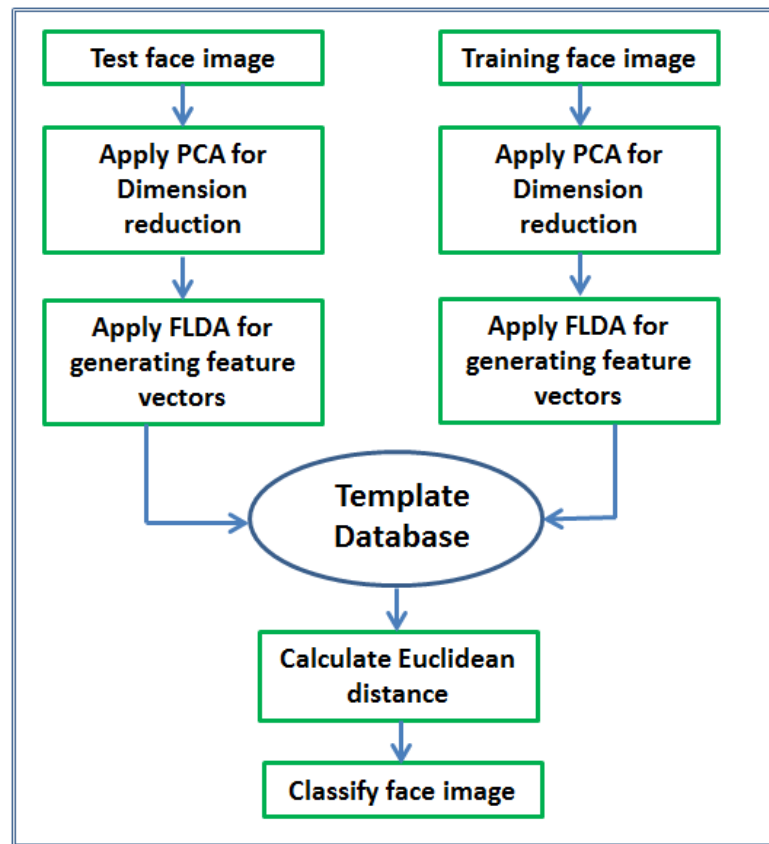 Test face image
Training face image
Apply PCA for
Dimension
reduction
Apply PCA for
Dimension
reduction
Apply FLDA for
generating feature
vectors
Apply FLDA for
generating feature
vectors
Template
Database
Calculate Euclidean
distance
Classify face image